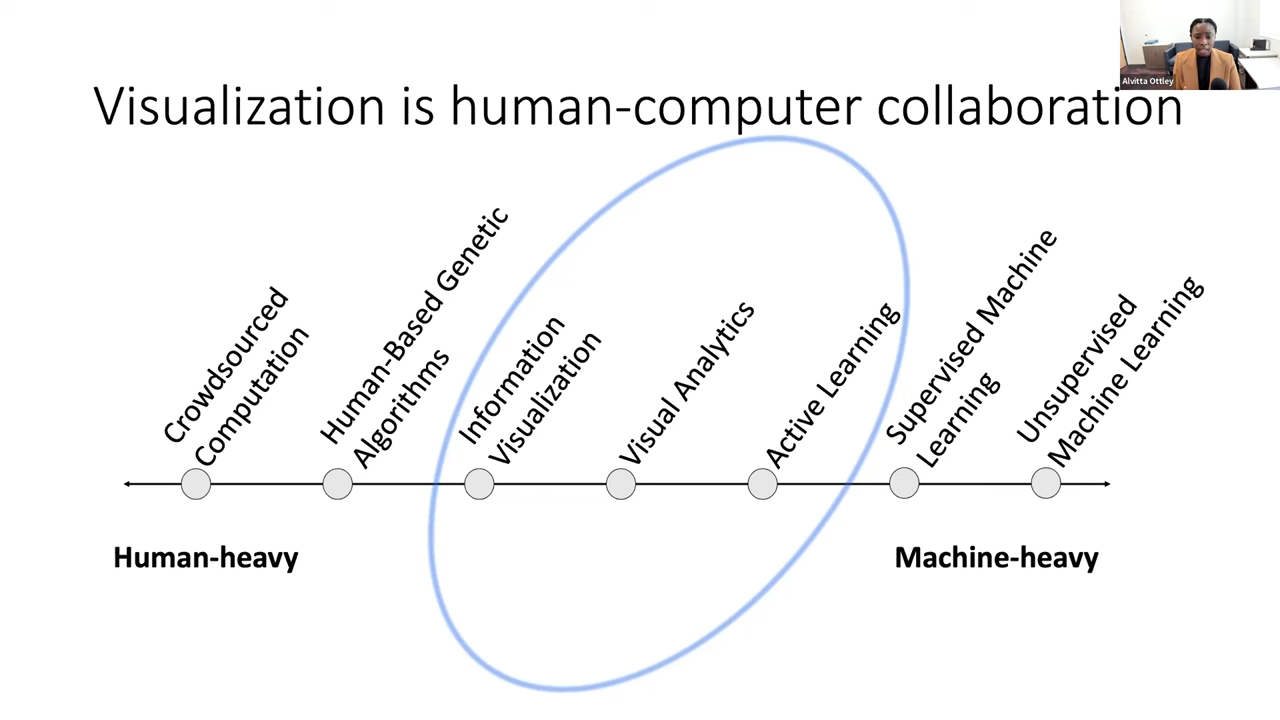 Alvitta Ottley
Visualization is human-computer collaboration
Crowdsourced
Computation
Human-Based Genetic
Algorithms
Information
Visualization
Visual Analytics
Active Learning
Supervised Machine
Learning
Unsupervised
Machine Learning
Human-heavy
Machine-heavy